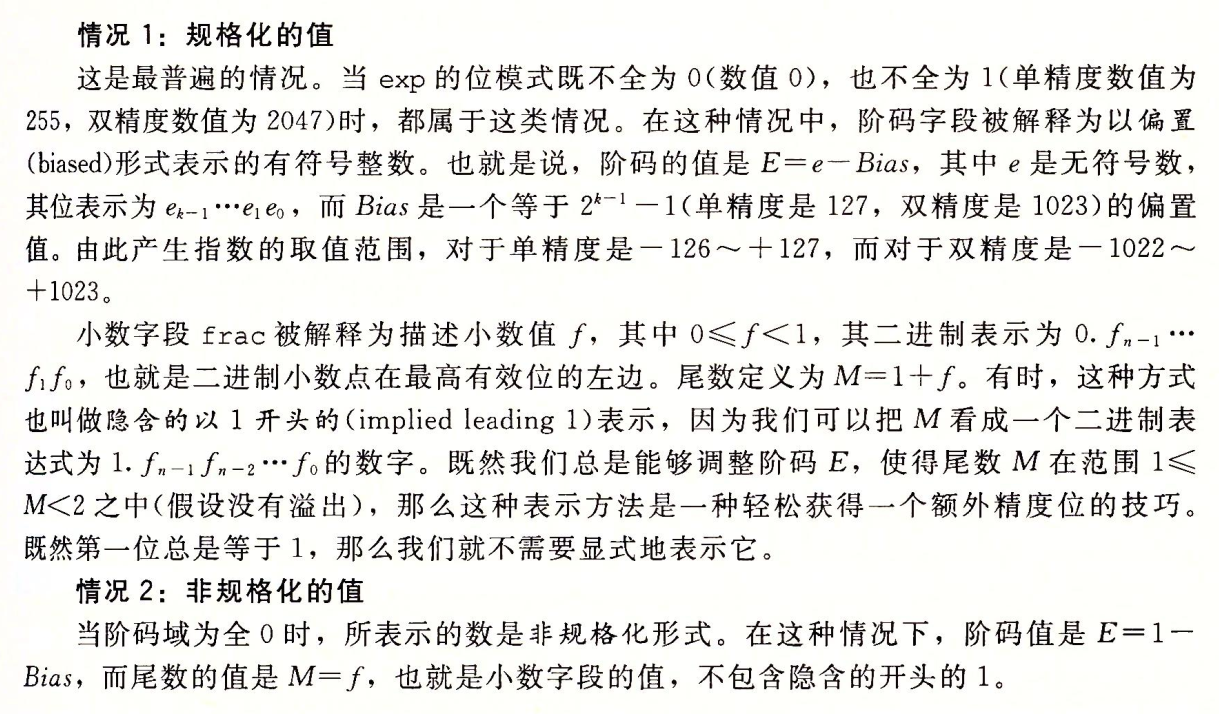 情况 1：规格化的值
这是最普遍的情况。当 exp 的位模式既不全为 0(数值 0)，也不全为 1(单精度数值为
255，双精度数值为 2047)时，都属于这类情况。在这种情况中，阶码字段被解释为以偏置
(biased)形式表示的有符号整数。也就是说，阶码的值是 E=e−Bias，其中 e 是无符号数，
其位表示为 eₖ₋₁⋯e₁e₀，而 Bias 是一个等于 2ᵏ⁻¹−1(单精度是 127，双精度是 1023)的偏置
值。由此产生指数的取值范围，对于单精度是−126～+127，而对于双精度是−1022～
+1023。
小数字段 frac 被解释为描述小数值 f，其中 0≤f<1，其二进制表示为 0. fₙ₋₁⋯
f₁f₀，也就是二进制小数点在最高有效位的左边。尾数定义为 M=1+f。有时，这种方式
也叫做隐含的以 1 开头的(implied leading 1)表示，因为我们可以把 M 看成一个二进制表
达式为 1. fₙ₋₁fₙ₋₂⋯f₀的数字。既然我们总是能够调整阶码 E，使得尾数 M 在范围 1≤
M<2 之中(假设没有溢出)，那么这种表示方法是一种轻松获得一个额外精度位的技巧。
既然第一位总是等于 1，那么我们就不需要显式地表示它。
情况 2：非规格化的值
当阶码域为全 0 时，所表示的数是非规格化形式。在这种情况下，阶码值是 E=1−
Bias，而尾数的值是 M=f，也就是小数字段的值，不包含隐含的开头的 1。